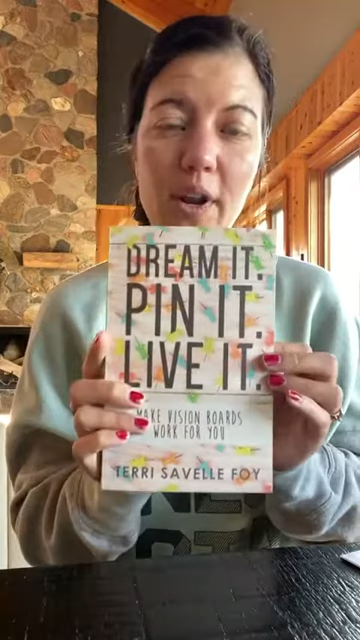 DREAM IT.
PIN IT.
LIVE IT.
MAKE VISION BOARDS
WORK FOR YOU
TERRI SAVELLE FOY